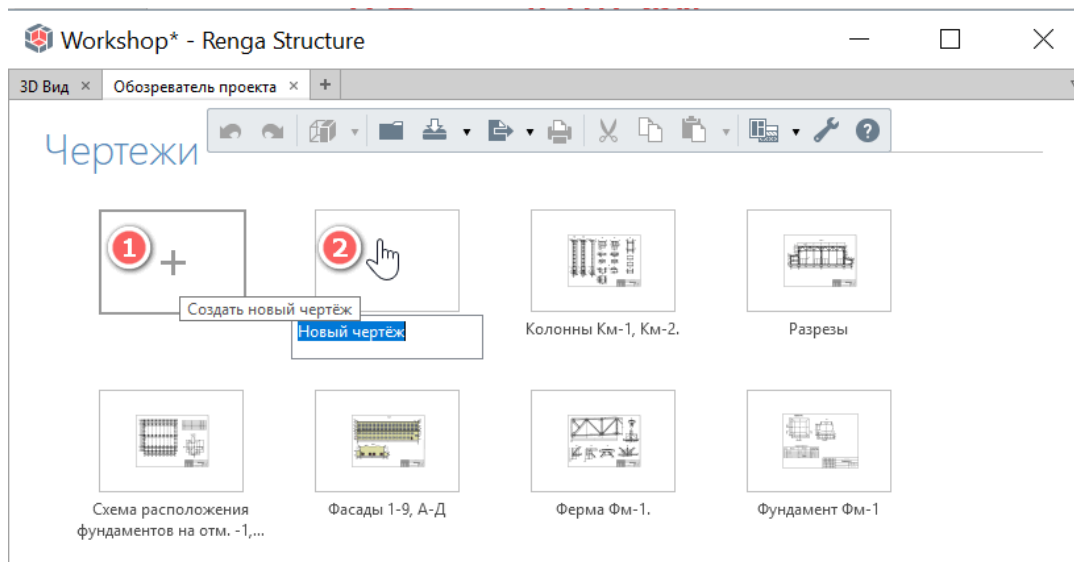 Workshop* - Renga Structure
3D Вид × Обозреватель проекта × +
Чертежи
1
2
Создать новый чертёж
Новый чертёж
Колонны Км-1, Км-2.
Разрезы
Схема расположения
фундаментов на отм. -1,...
Фасады 1-9, А-Д
Ферма Фм-1.
Фундамент Фм-1